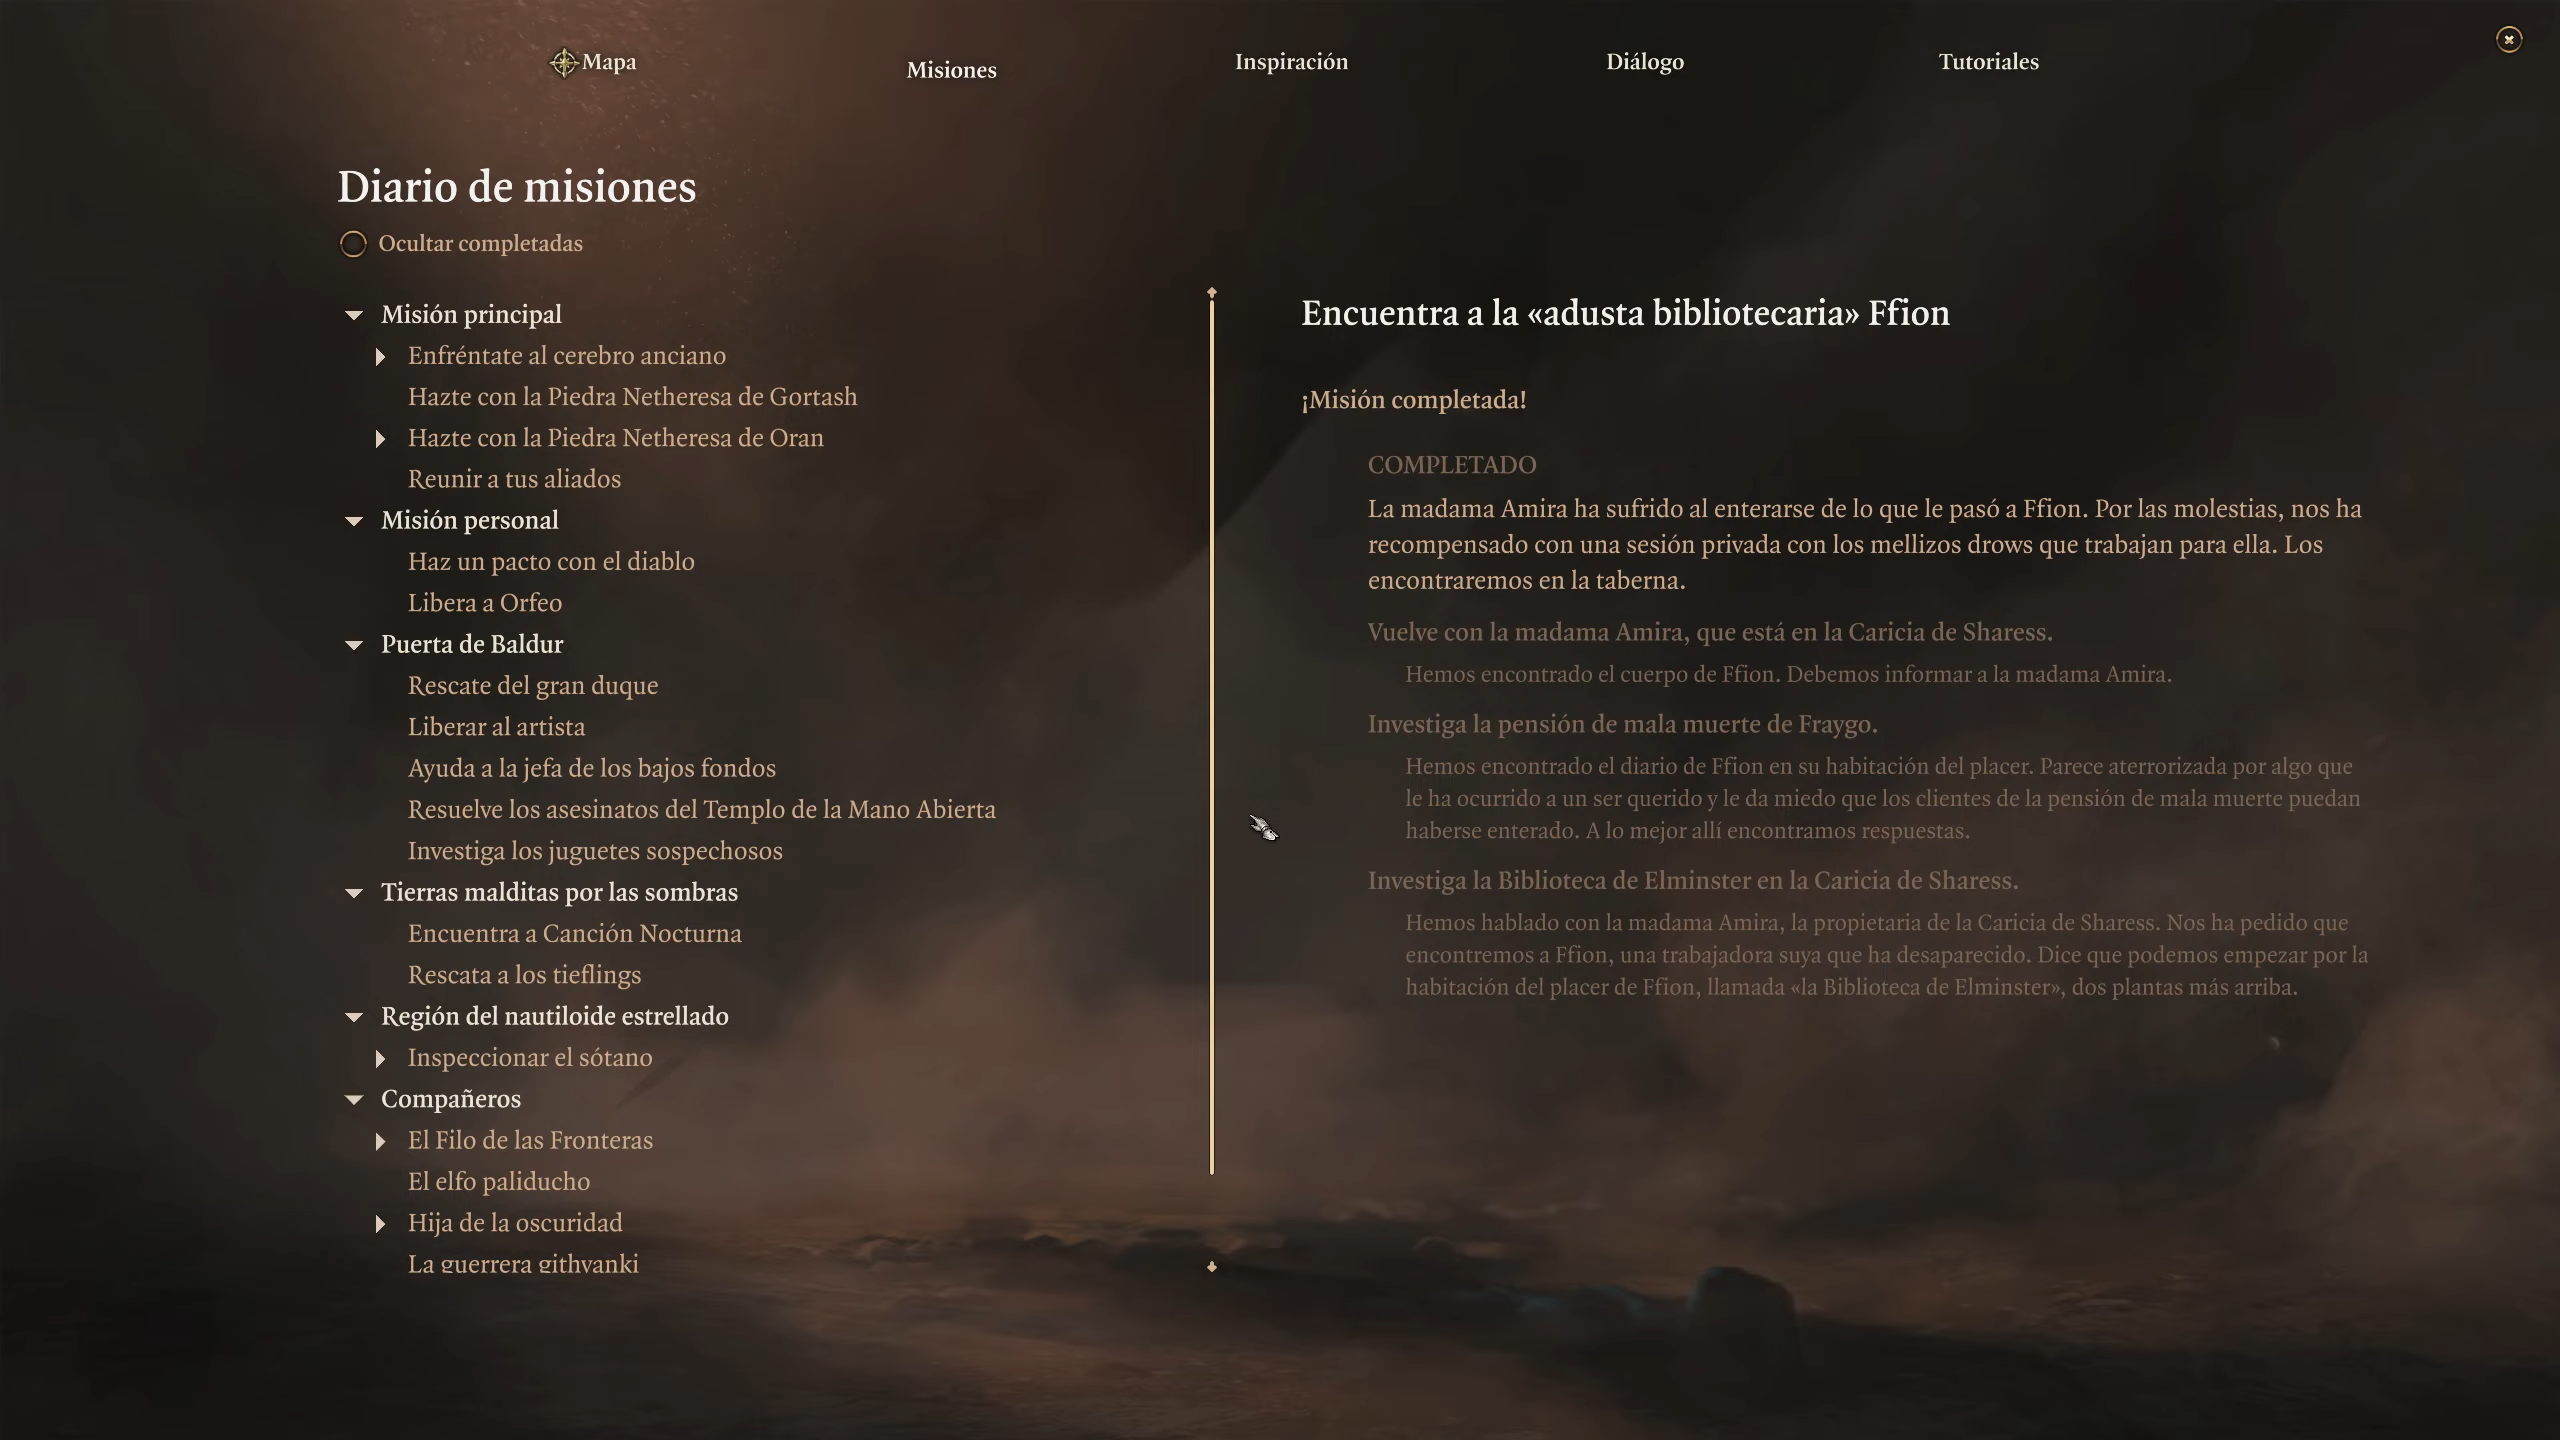 Mapa
Misiones
Inspiración
Diálogo
Tutoriales
Diario de misiones
Ocultar completadas
Misión principal
Enfréntate al cerebro anciano
Hazte con la Piedra Netheresa de Gortash
Hazte con la Piedra Netheresa de Oran
Reunir a tus aliados
Misión personal
Haz un pacto con el diablo
Libera a Orfeo
Puerta de Baldur
Rescate del gran duque
Liberar al artista
Ayuda a la jefa de los bajos fondos
Resuelve los asesinatos del Templo de la Mano Abierta
Investiga los juguetes sospechosos
Tierras malditas por las sombras
Encuentra a Canción Nocturna
Rescata a los tieflings
Región del nautiloide estrellado
Inspeccionar el sótano
Compañeros
El Filo de las Fronteras
El elfo paliducho
Hija de la oscuridad
La guerrera githyanki
Encuentra a la «adusta bibliotecaria» Ffion
¡Misión completada!
COMPLETADO
La madama Amira ha sufrido al enterarse de lo que le pasó a Ffion. Por las molestias, nos ha
recompensado con una sesión privada con los mellizos drows que trabajan para ella. Los
encontraremos en la taberna.
Vuelve con la madama Amira, que está en la Caricia de Sharess.
Hemos encontrado el cuerpo de Ffion. Debemos informar a la madama Amira.
Investiga la pensión de mala muerte de Fraygo.
Hemos encontrado el diario de Ffion en su habitación del placer. Parece aterrorizada por algo que
le ha ocurrido a un ser querido y le da miedo que los clientes de la pensión de mala muerte puedan
haberse enterado. A lo mejor allí encontramos respuestas.
Investiga la Biblioteca de Elminster en la Caricia de Sharess.
Hemos hablado con la madama Amira, la propietaria de la Caricia de Sharess. Nos ha pedido que
encontremos a Ffion, una trabajadora suya que ha desaparecido. Dice que podemos empezar por la
habitación del placer de Ffion, llamada «la Biblioteca de Elminster», dos plantas más arriba.